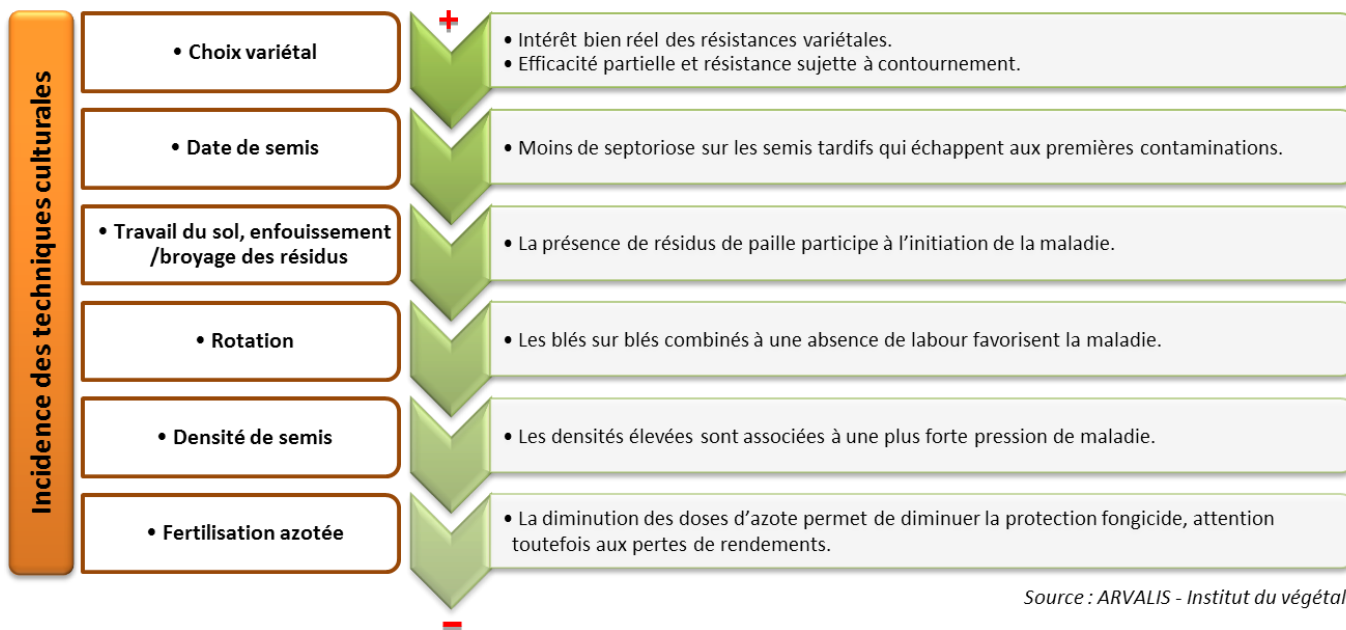 Incidence des techniques culturales
+
• Choix variétal
• Intérêt bien réel des résistances variétales.
• Efficacité partielle et résistance sujette à contournement.
• Date de semis
• Moins de septoriose sur les semis tardifs qui échappent aux premières contaminations.
• Travail du sol, enfouissement
/broyage des résidus
• La présence de résidus de paille participe à l’initiation de la maladie.
• Rotation
• Les blés sur blés combinés à une absence de labour favorisent la maladie.
• Densité de semis
• Les densités élevées sont associées à une plus forte pression de maladie.
• Fertilisation azotée
• La diminution des doses d’azote permet de diminuer la protection fongicide, attention
toutefois aux pertes de rendements.
-
Source : ARVALIS - Institut du végétal